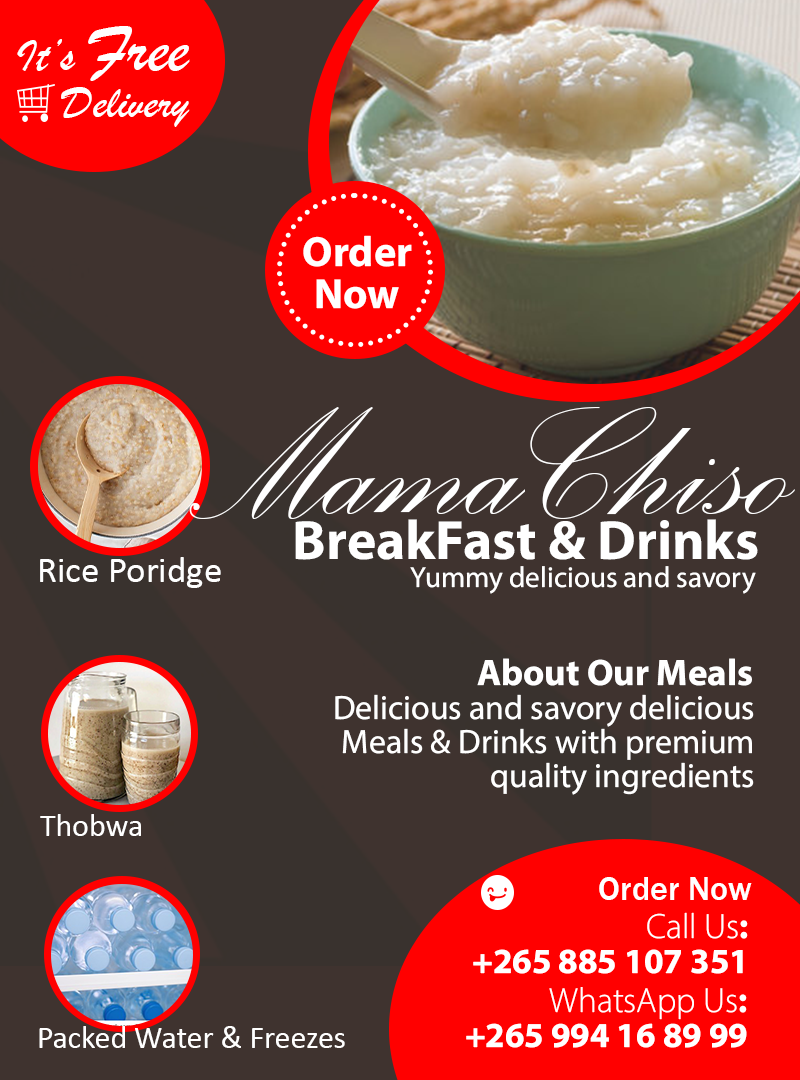 It's Free
Delivery
Order
Now
Mama Chiso
BreakFast & Drinks
Yummy delicious and savory
Rice Poridge
About Our Meals
Delicious and savory delicious
Meals & Drinks with premium
quality ingredients
Thobwa
Order Now
Call Us:
+265 885 107 351
WhatsApp Us:
+265 994 16 89 99
Packed Water & Freezes